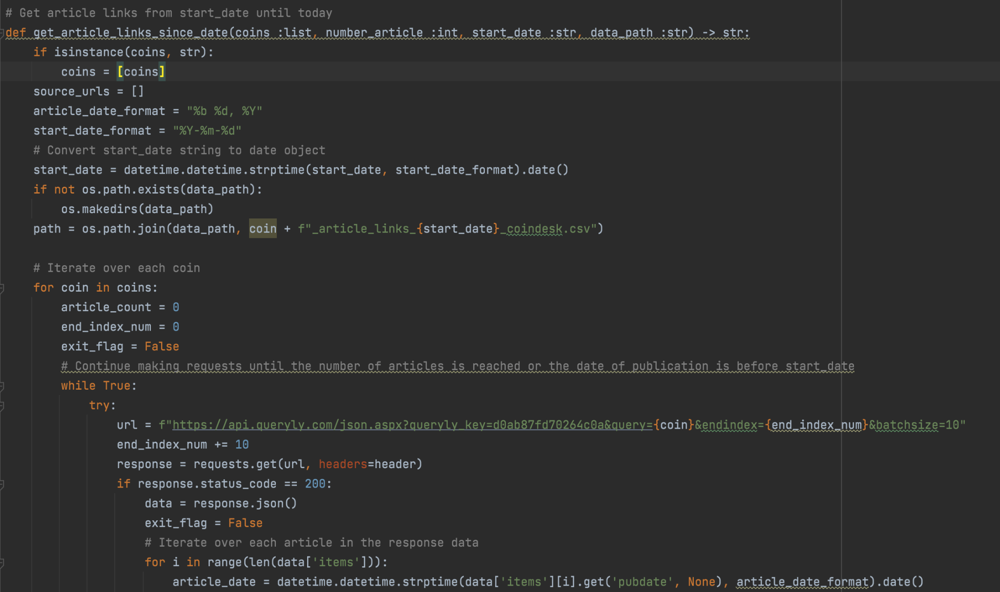 # Get article links from start_date until today
def get_article_links_since_date(coins :list, number_article :int, start_date :str, data_path :str) -> str:
    if isinstance(coins, str):
        coins = [coins]
    source_urls = []
    article_date_format = "%b %d, %Y"
    start_date_format = "%Y-%m-%d"
    # Convert start_date string to date object
    start_date = datetime.datetime.strptime(start_date, start_date_format).date()
    if not os.path.exists(data_path):
        os.makedirs(data_path)
    path = os.path.join(data_path, coin + f"_article_links_{start_date}_coindesk.csv")
    # Iterate over each coin
    for coin in coins:
        article_count = 0
        end_index_num = 0
        exit_flag = False
        # Continue making requests until the number of articles is reached or the date of publication is before start_date
        while True:
            try:
                url = f"https://api.queryly.com/json.aspx?queryly_key=d0ab87fd70264c0a&query={coin}&endindex={end_index_num}&batchsize=10"
                end_index_num += 10
                response = requests.get(url, headers=header)
                if response.status_code == 200:
                    data = response.json()
                    exit_flag = False
                    # Iterate over each article in the response data
                    for i in range(len(data['items'])):
                        article_date = datetime.datetime.strptime(data['items'][i].get('pubdate', None), article_date_format).date()